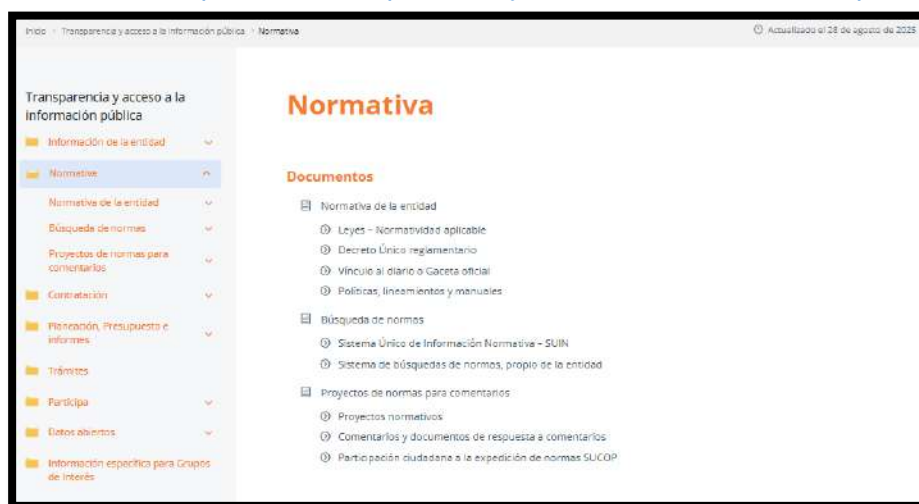 Inicio Transparencia y acceso a la información pública Normativa
Actualizado el 28 de agosto de 2025
Transparencia y acceso a la
información pública
Información de la entidad
Normativa
Normativa de la entidad
Búsqueda de normas
Proyectos de normas para
comentarios
Contratación
Planeación, Presupuesto e
informes
Trámites
Participa
Datos abiertos
Información específica para Grupos
de Interés
Normativa
Documentos
Normativa de la entidad
Leyes – Normatividad aplicable
Decreto Único reglamentario
Vínculo al diario o Gaceta oficial
Políticas, lineamientos y manuales
Búsqueda de normas
Sistema Único de Información Normativa – SUIN
Sistema de búsquedas de normas, propio de la entidad
Proyectos de normas para comentarios
Proyectos normativos
Comentarios y documentos de respuesta a comentarios
Participación ciudadana a la expedición de normas SUCOP